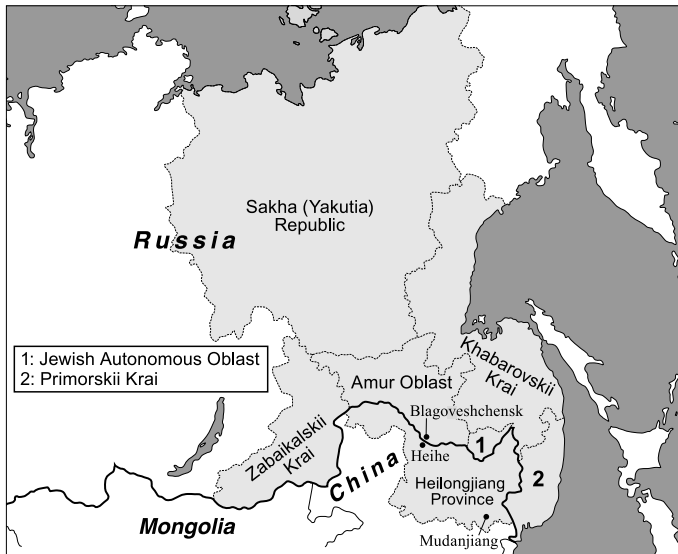 Sakha (Yakutia)
Republic
Russia
1: Jewish Autonomous Oblast
2: Primorskii Krai
Khabarovskii
Krai
Amur Oblast
Blagoveshchensk
Zabaikalskii
Krai
Heihe
1
China
Heilongjiang
Province
2
Mongolia
Mudanjiang